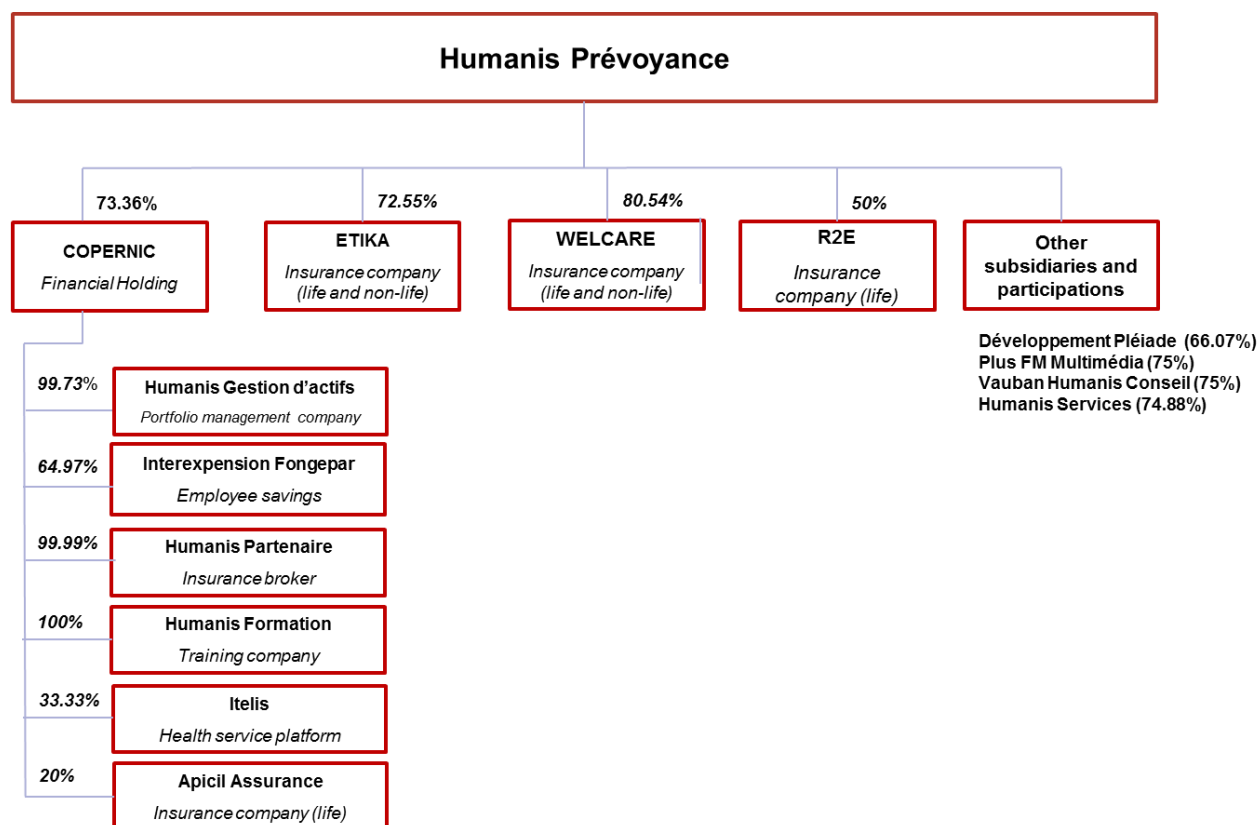 Humanis Prévoyance
73.36%
72.55%
80.54%
50%
COPERNIC
Financial Holding
ETIKA
Insurance company
(life and non-life)
WELCARE
Insurance company
(life and non-life)
R2E
Insurance
company (life)
Other
subsidiaries and
participations
Développement Pléiade (66.07%)
Plus FM Multimédia (75%)
Vauban Humanis Conseil (75%)
Humanis Services (74.88%)
99.73%
Humanis Gestion d'actifs
Portfolio management company
64.97%
Interexpension Fongepar
Employee savings
99.99%
Humanis Partenaire
Insurance broker
100%
Humanis Formation
Training company
33.33%
Itelis
Health service platform
20%
Apicil Assurance
Insurance company (life)